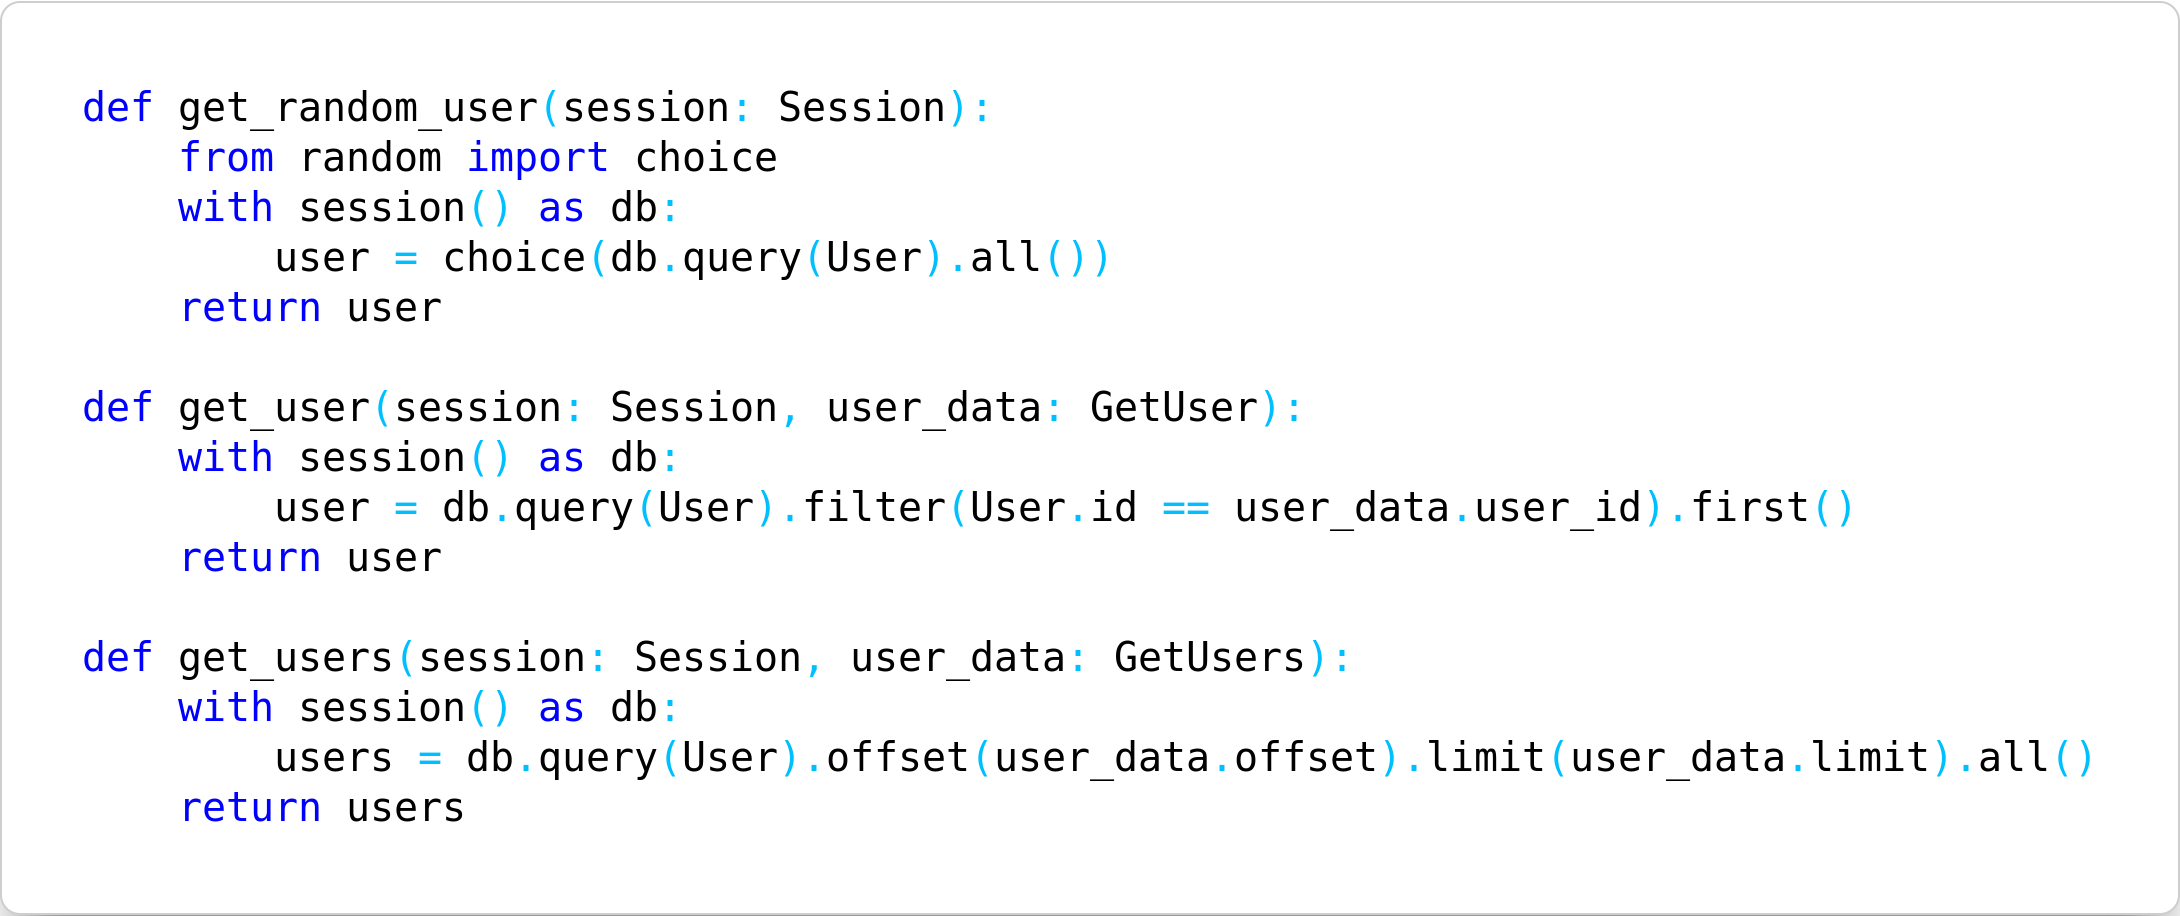 def get_random_user(session: Session):
    from random import choice
    with session() as db:
        user = choice(db.query(User).all())
    return user

def get_user(session: Session, user_data: GetUser):
    with session() as db:
        user = db.query(User).filter(User.id == user_data.user_id).first()
    return user

def get_users(session: Session, user_data: GetUsers):
    with session() as db:
        users = db.query(User).offset(user_data.offset).limit(user_data.limit).all()
    return users